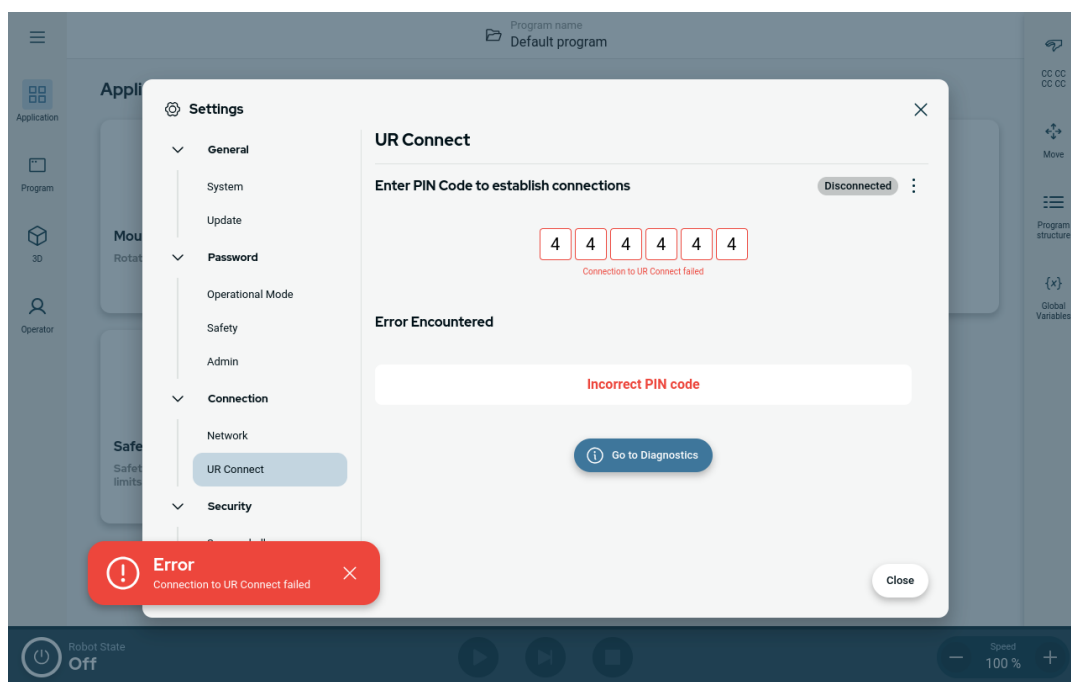 Program name
Default program
Appli
Application
Program
3D
Operator
Mou
Rotat
Safe
Safet
limits
CC CC
CC CC
Move
Program
structure
{x}
Global
Variables
Settings
General
System
Update
Password
Operational Mode
Safety
Admin
Connection
Network
UR Connect
Security
UR Connect
Enter PIN Code to establish connections
Disconnected
4 4 4 4 4 4
Connection to UR Connect failed
Error Encountered
Incorrect PIN code
Go to Diagnostics
Close
Error
Connection to UR Connect failed
Robot State
Off
Speed
100 %